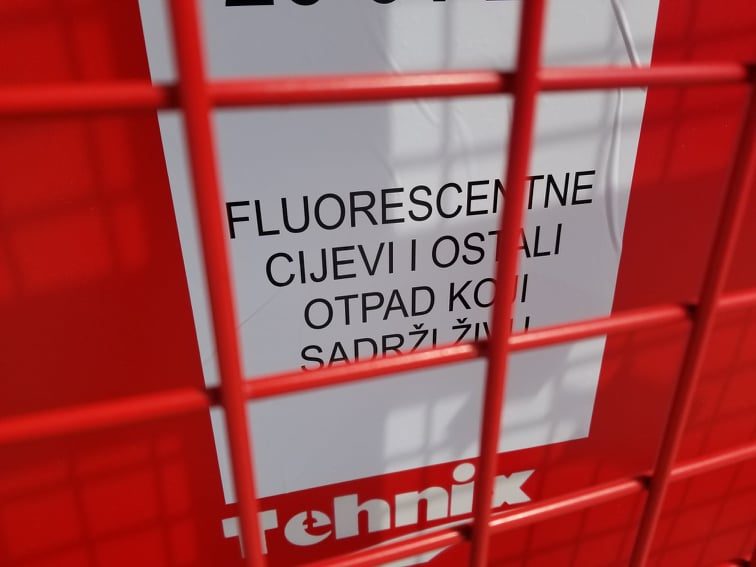 FLUORESCENTNE
CIJEVI I OSTALI
OTPAD KOJI
SADRŽI ŽIVU
Tehnix